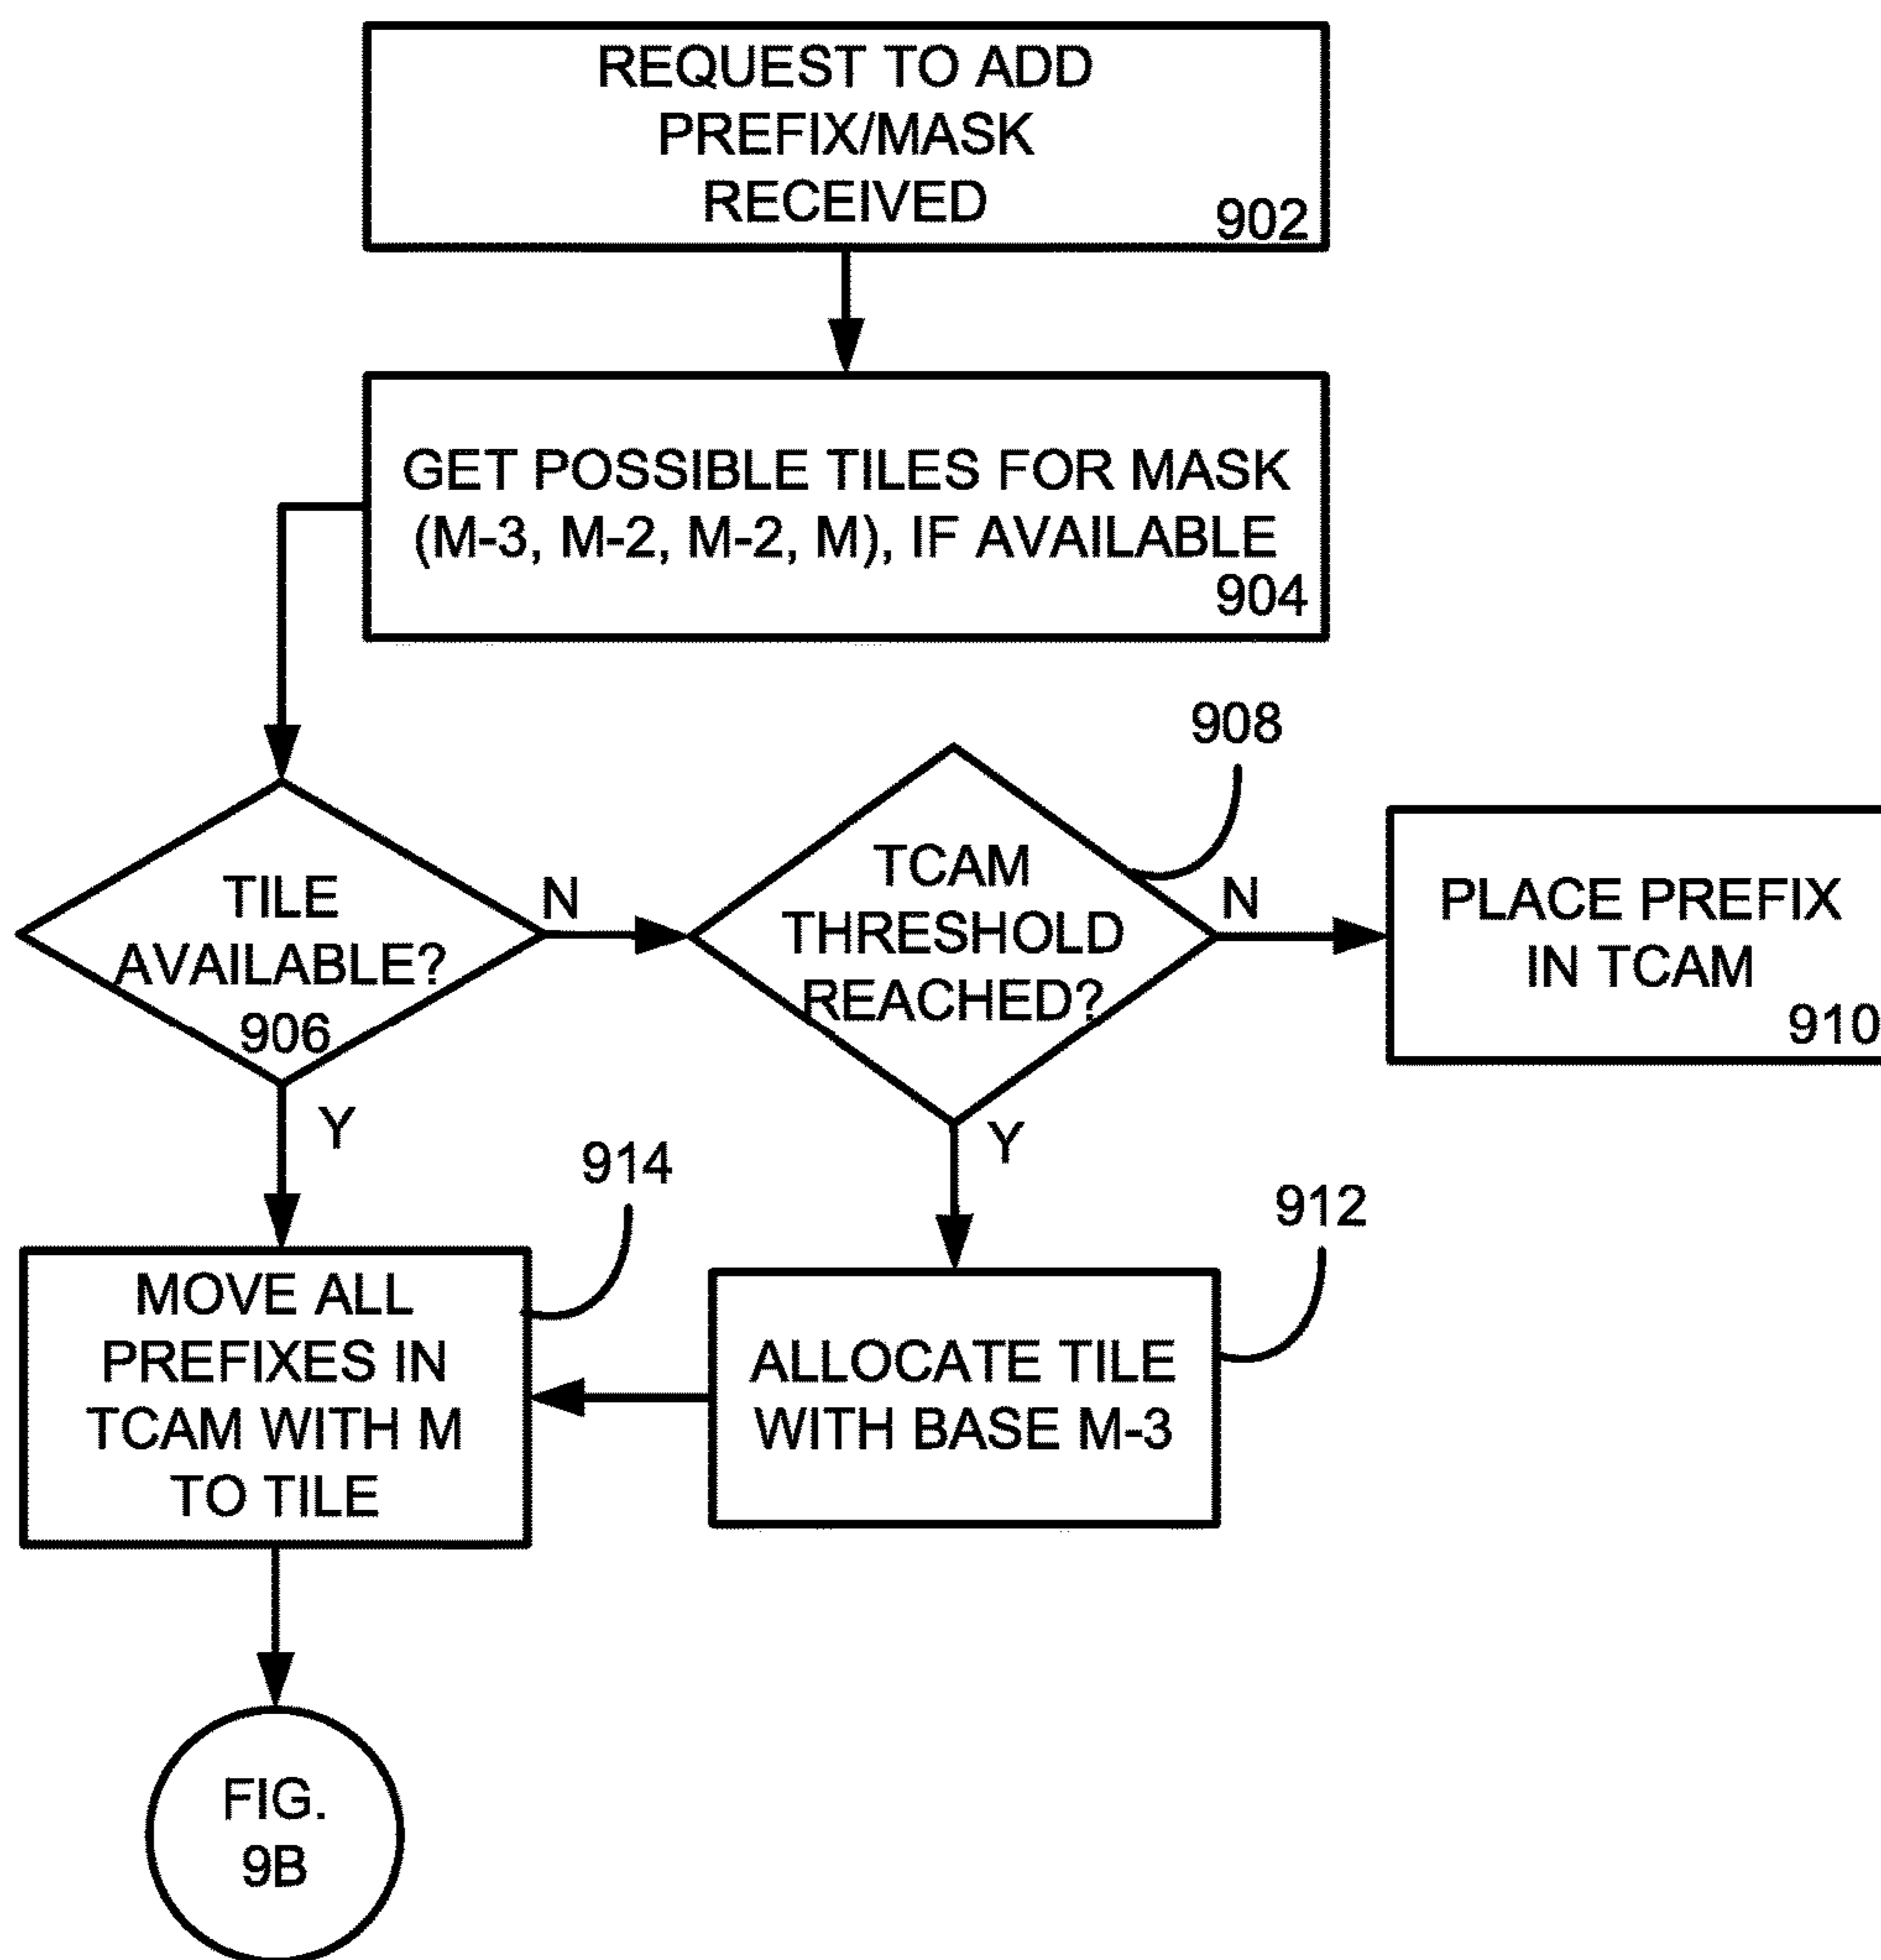 REQUEST TO ADD
PREFIX/MASK
RECEIVED
902
GET POSSIBLE TILES FOR MASK
(M-3, M-2, M-2, M), IF AVAILABLE
904
TILE
AVAILABLE?
906
N
Y
908
TCAM
THRESHOLD
REACHED?
N
Y
PLACE PREFIX
IN TCAM
910
914
MOVE ALL
PREFIXES IN
TCAM WITH M
TO TILE
912
ALLOCATE TILE
WITH BASE M-3
FIG.
9B